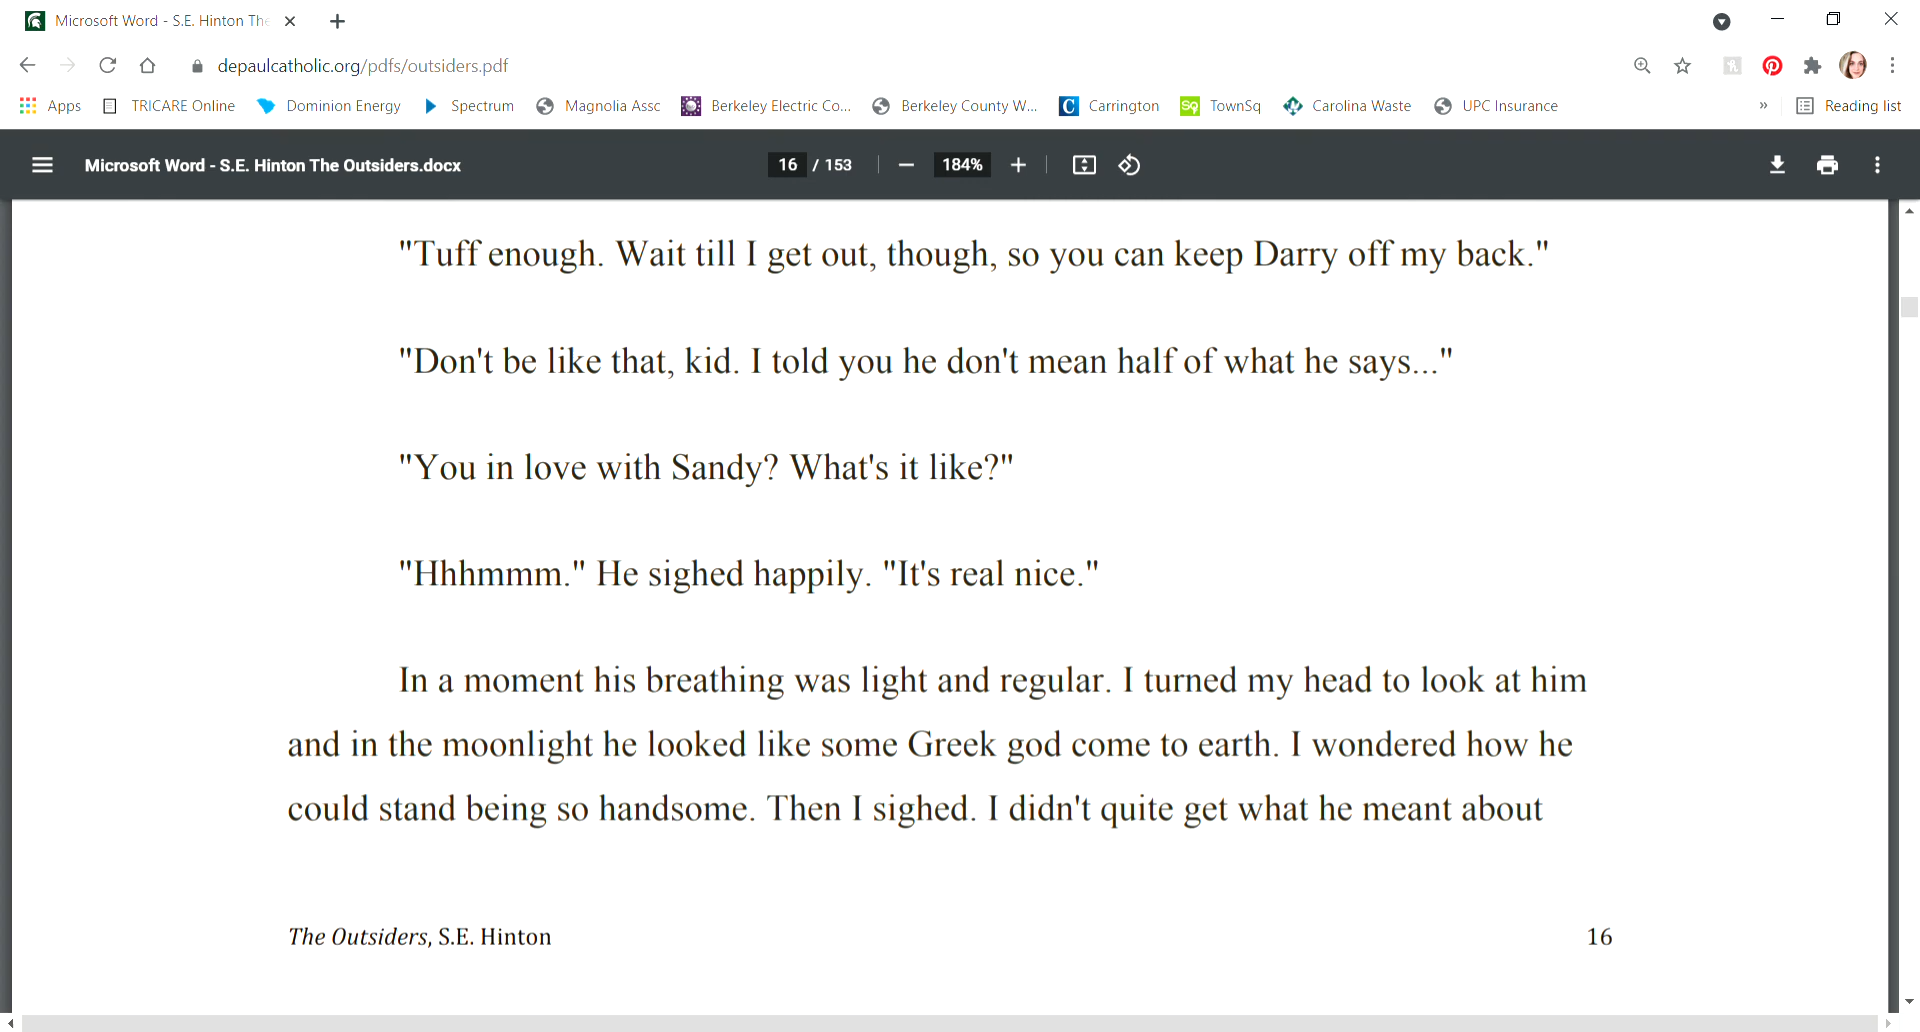 Microsoft Word - S.E. Hinton The
depaulcatholic.org/pdfs/outsiders.pdf
Apps TRICARE Online Dominion Energy Spectrum Magnolia Assc Berkeley Electric Co... Berkeley County W... C Carrington Sq TownSq Carolina Waste UPC Insurance » Reading list
Microsoft Word - S.E. Hinton The Outsiders.docx 16 / 153 184%
"Tuff enough. Wait till I get out, though, so you can keep Darry off my back."
"Don't be like that, kid. I told you he don't mean half of what he says..."
"You in love with Sandy? What's it like?"
"Hhhmmm." He sighed happily. "It's real nice."
In a moment his breathing was light and regular. I turned my head to look at him
and in the moonlight he looked like some Greek god come to earth. I wondered how he
could stand being so handsome. Then I sighed. I didn't quite get what he meant about
The Outsiders, S.E. Hinton 16